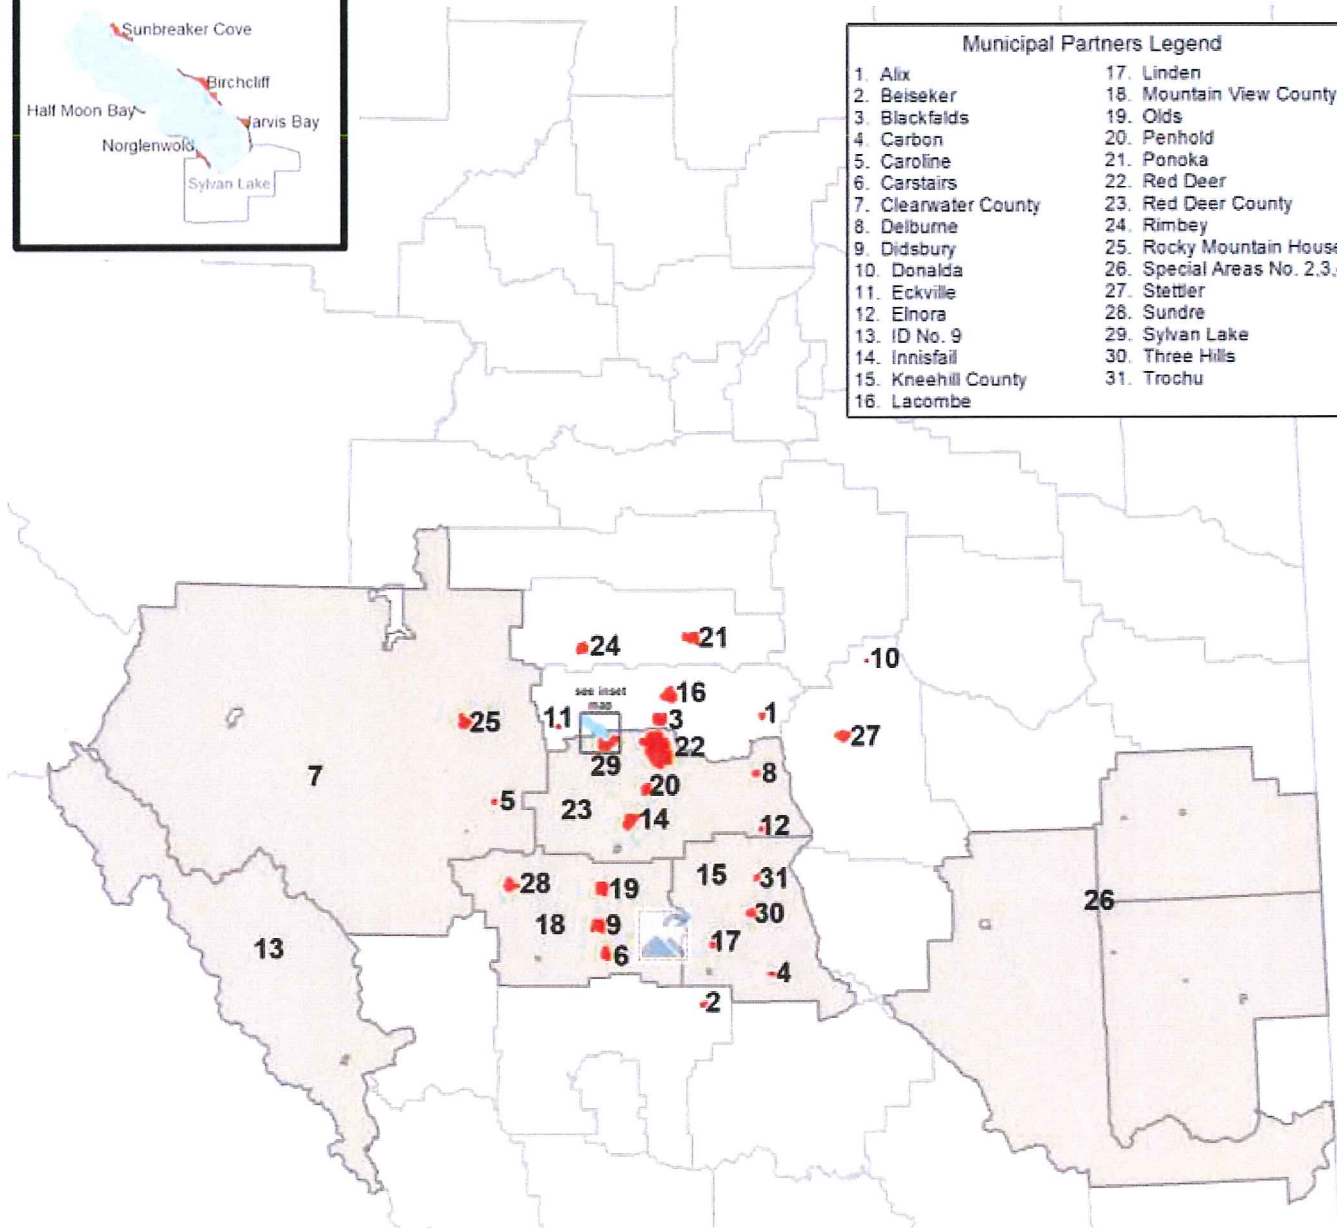 Sunbreaker Cove
Birchcliff
Half Moon Bay
Jarvis Bay
Norglenwold
Sylvan Lake
Municipal Partners Legend
1. Alix
2. Beiseker
3. Blackfalds
4. Carbon
5. Caroline
6. Carstairs
7. Clearwater County
8. Delburne
9. Didsbury
10. Donalda
11. Eckville
12. Elnora
13. ID No. 9
14. Innisfail
15. Kneehill County
16. Lacombe
17. Linden
18. Mountain View County
19. Olds
20. Penhold
21. Ponoka
22. Red Deer
23. Red Deer County
24. Rimbey
25. Rocky Mountain House
26. Special Areas No. 2,3,
27. Stettler
28. Sundre
29. Sylvan Lake
30. Three Hills
31. Trochu
24
21
10
see inset
map
16
11
3
1
25
22
27
29
7
8
5
20
23
14
12
15
31
28
19
26
30
18
9
17
13
6
4
2